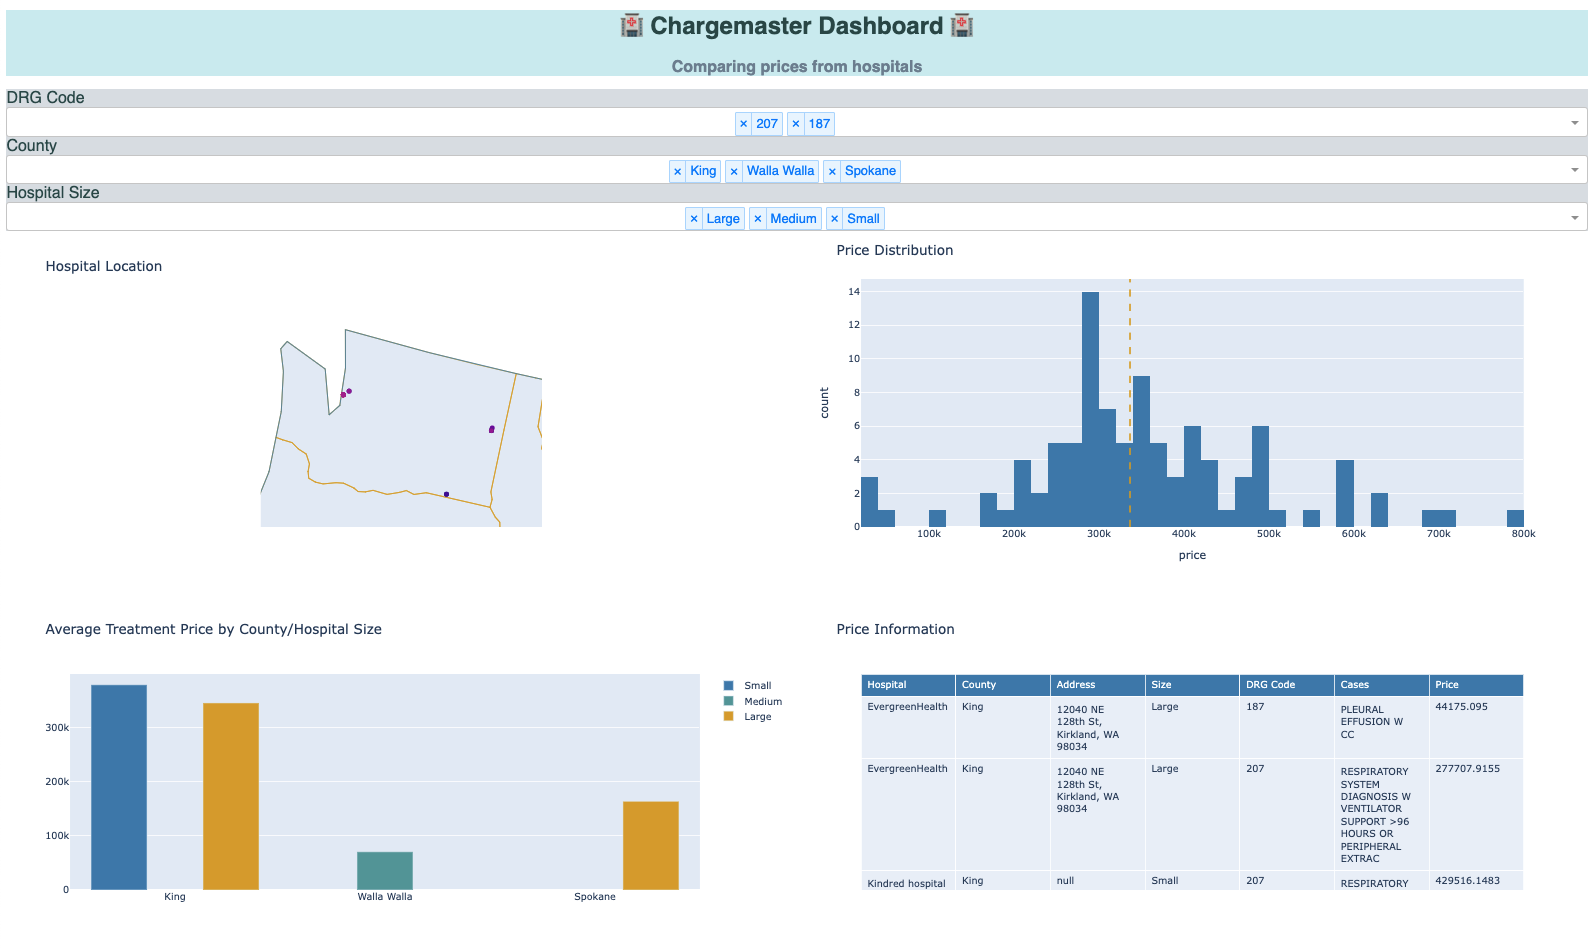 🏥 Chargemaster Dashboard 🏥
Comparing prices from hospitals
DRG Code
× 207 × 187
County
× King × Walla Walla × Spokane
Hospital Size
× Large × Medium × Small
Hospital Location
Price Distribution
14
12
10
8
6
4
2
0
count
100k 200k 300k 400k 500k 600k 700k 800k
price
Average Treatment Price by County/Hospital Size
300k
200k
100k
0
King Walla Walla Spokane
Small
Medium
Large
Price Information
Hospital County Address Size DRG Code Cases Price
EvergreenHealth King 12040 NE Large 187 PLEURAL 44175.095
128th St, EFFUSION W
Kirkland, WA CC
98034
EvergreenHealth King 12040 NE Large 207 RESPIRATORY 277707.9155
128th St, SYSTEM
Kirkland, WA DIAGNOSIS W
98034 VENTILATOR
SUPPORT >96
HOURS OR
PERIPHERAL
EXTRAC
Kindred hospital King null Small 207 RESPIRATORY 429516.1483